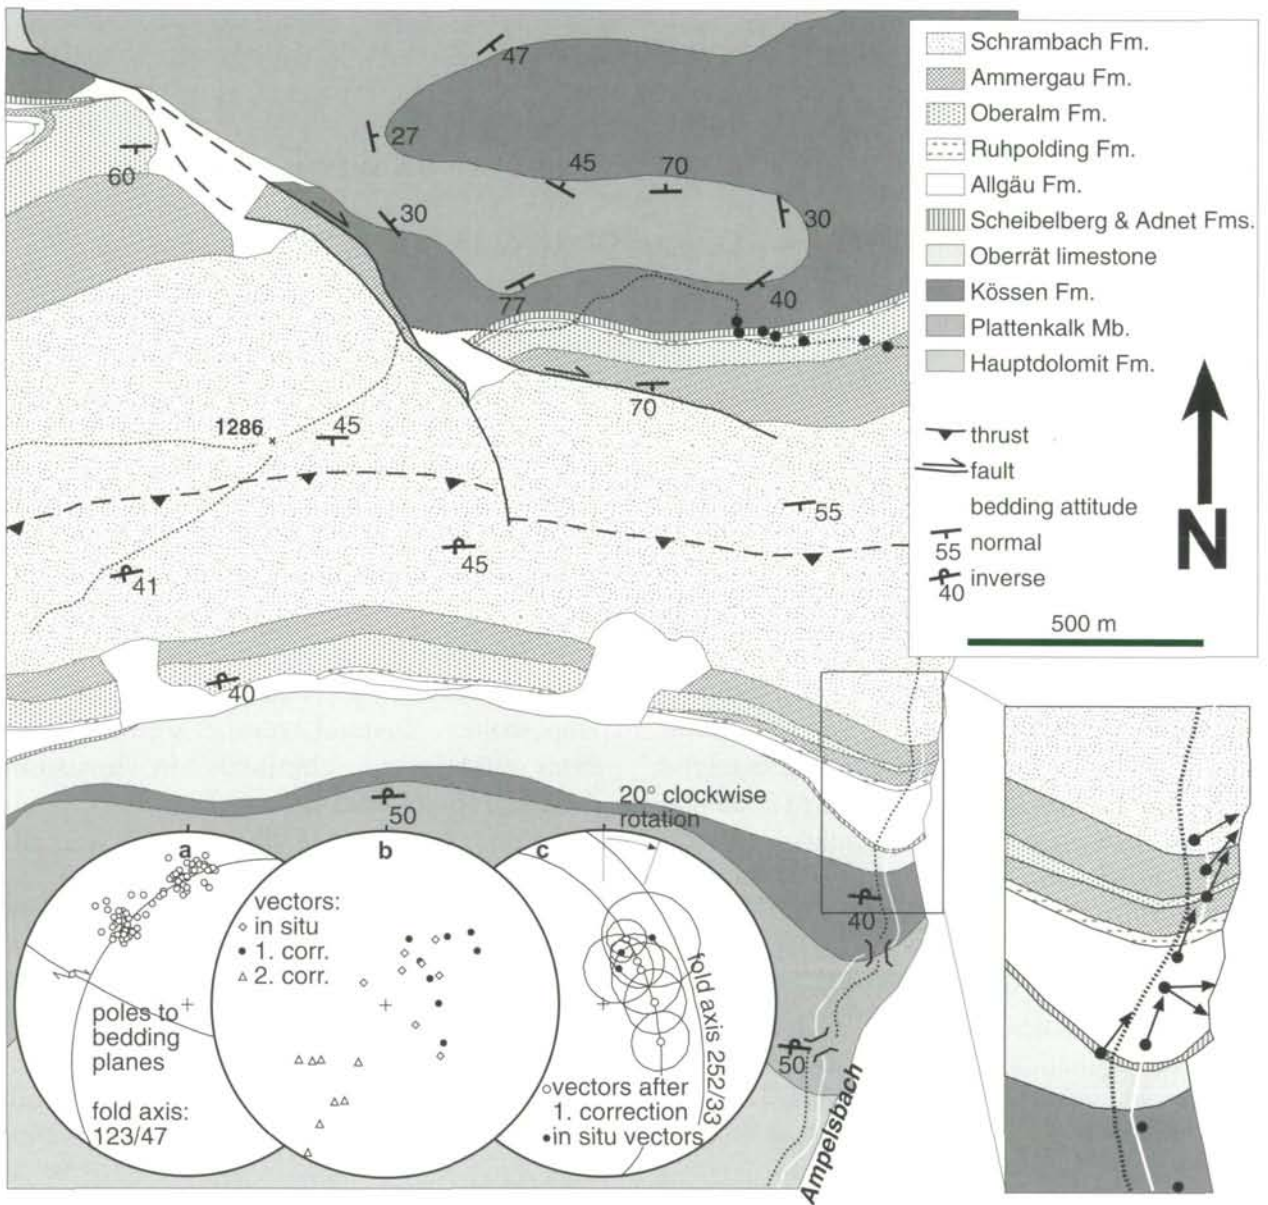 47
27
60
45
70
30
30
77
40
70
1286
45
55
45
41
40
50
40
50
Ampelsbach
Schrambach Fm.
Ammergau Fm.
Oberalm Fm.
Ruhpolding Fm.
Allgäu Fm.
Scheibelberg & Adnet Fms.
Oberrät limestone
Kössen Fm.
Plattenkalk Mb.
Hauptdolomit Fm.
thrust
fault
bedding attitude
55 normal
40 inverse
N
500 m
a
poles to
bedding
planes
fold axis:
123/47
b
vectors:
in situ
1. corr.
2. corr.
c
20° clockwise
rotation
fold axis 252/33
vectors after
1. correction
in situ vectors